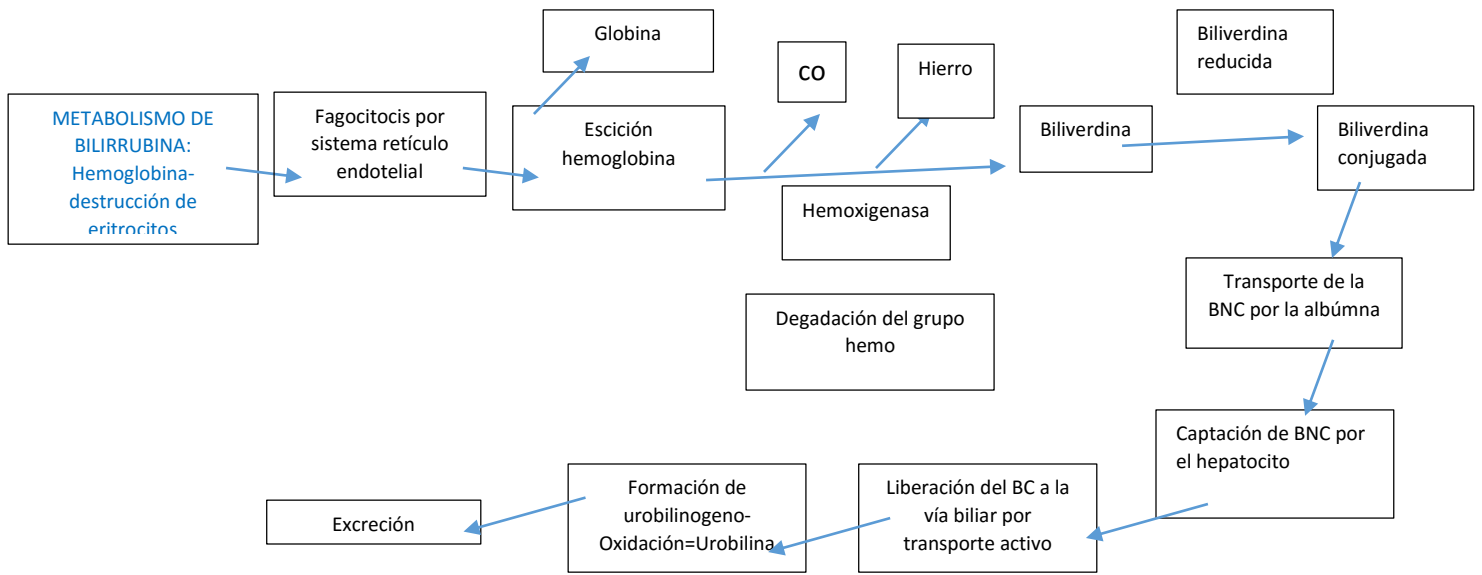 METABOLISMO DE
BILIRRUBINA:
Hemoglobina-
destrucción de
eritrocitos
Fagocitocis por
sistema retículo
endotelial
Globina
Escición
hemoglobina
CO
Hierro
Hemoxigenasa
Degadación del grupo
hemo
Biliverdina
Biliverdina
reducida
Biliverdina
conjugada
Transporte de la
BNC por la albúmna
Captación de BNC por
el hepatocito
Liberación del BC a la
vía biliar por
transporte activo
Formación de
urobilinogeno-
Oxidación=Urobilina
Excreción